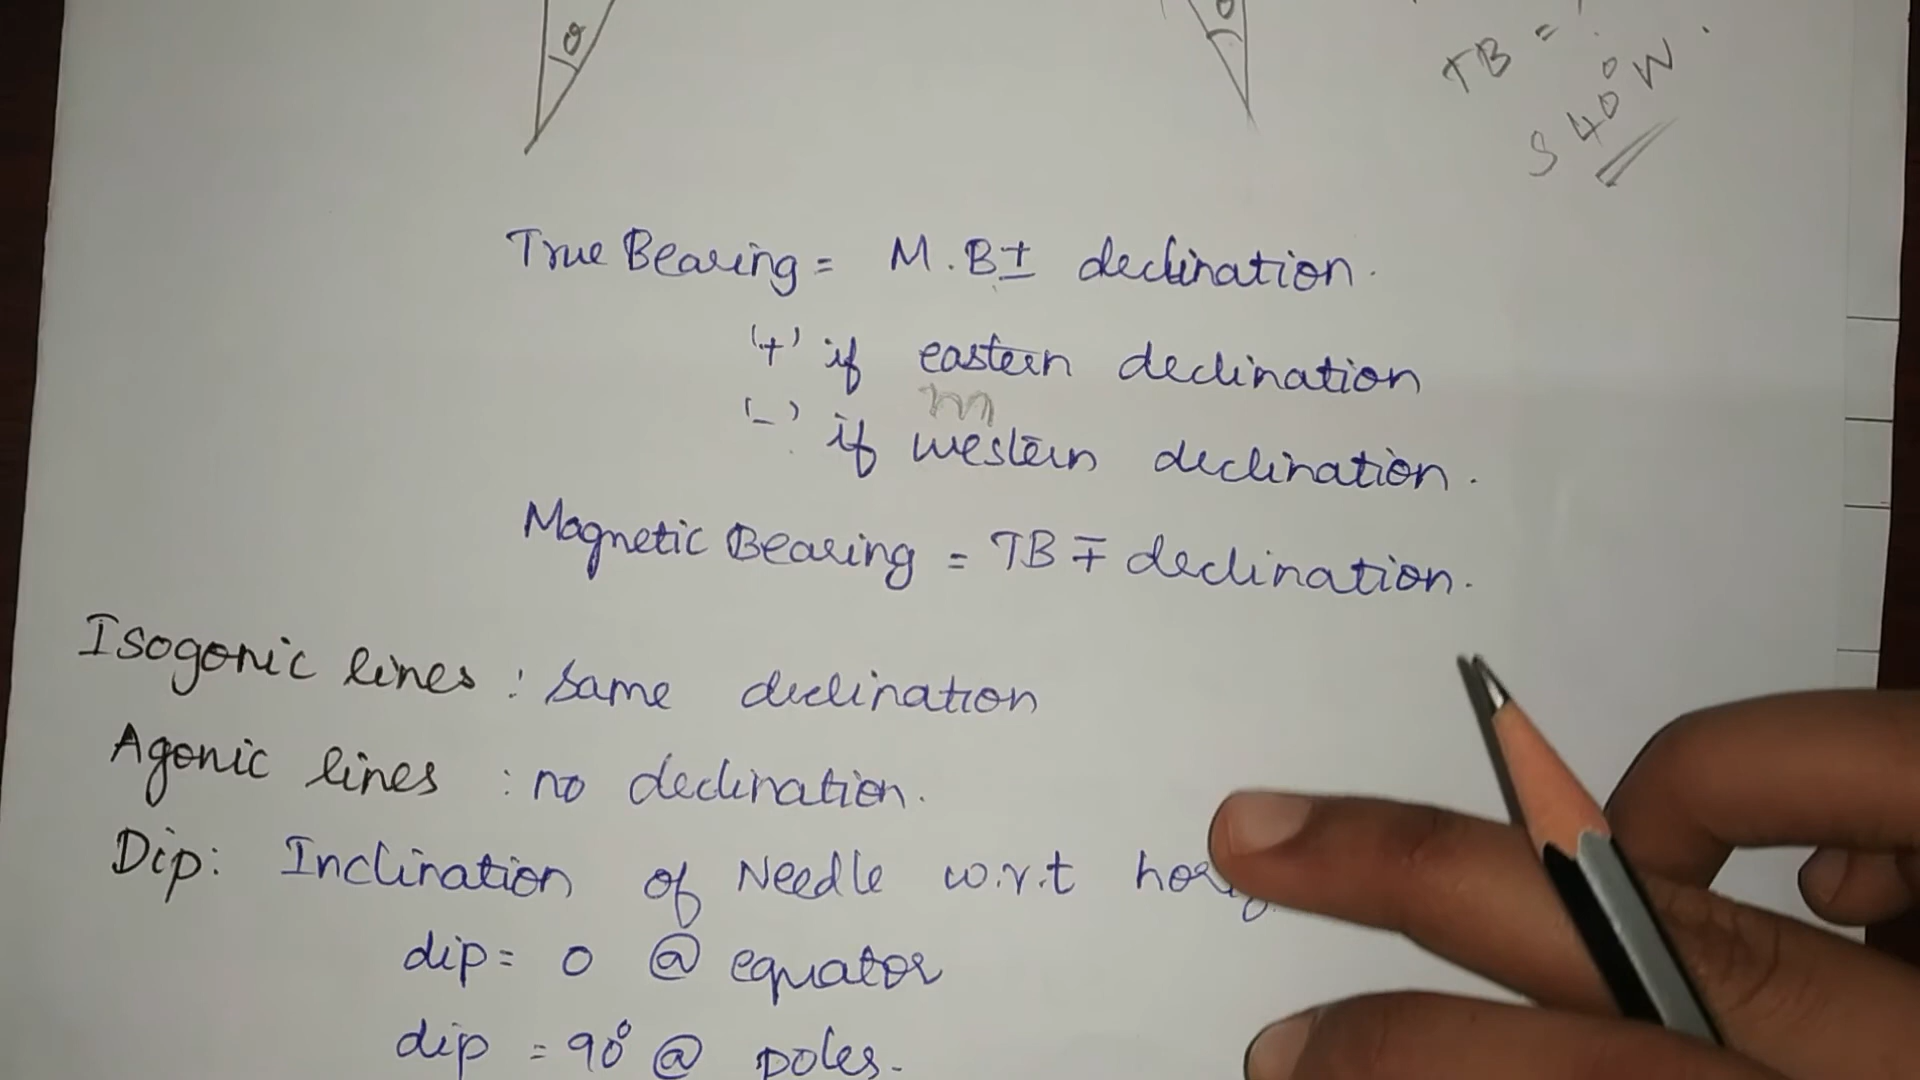 θ
θ
TB = ?
S 40° W
True Bearing = M.B ± declination.
'+' if eastern declination
'-' if western declination.
Magnetic Bearing = TB ∓ declination.
Isogonic lines : same declination
Agonic lines : no declination.
Dip: Inclination of Needle w.r.t
dip = 0 @ equator
dip = 90° @ poles.